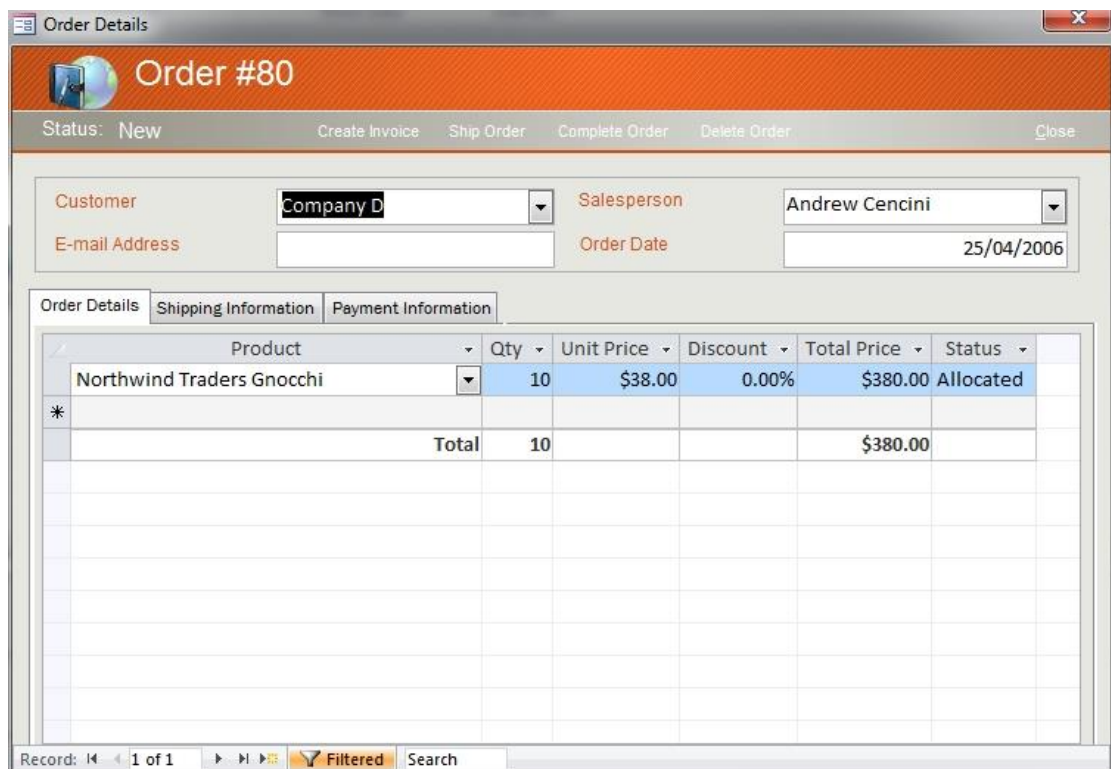 Order Details
Order #80
Status: New Create Invoice Ship Order Complete Order Delete Order Close
Customer Company D Salesperson Andrew Cencini
E-mail Address Order Date 25/04/2006
Order Details Shipping Information Payment Information
Product Qty Unit Price Discount Total Price Status
Northwind Traders Gnocchi 10 $38.00 0.00% $380.00 Allocated
Total 10 $380.00
Record: 1 of 1 Filtered Search